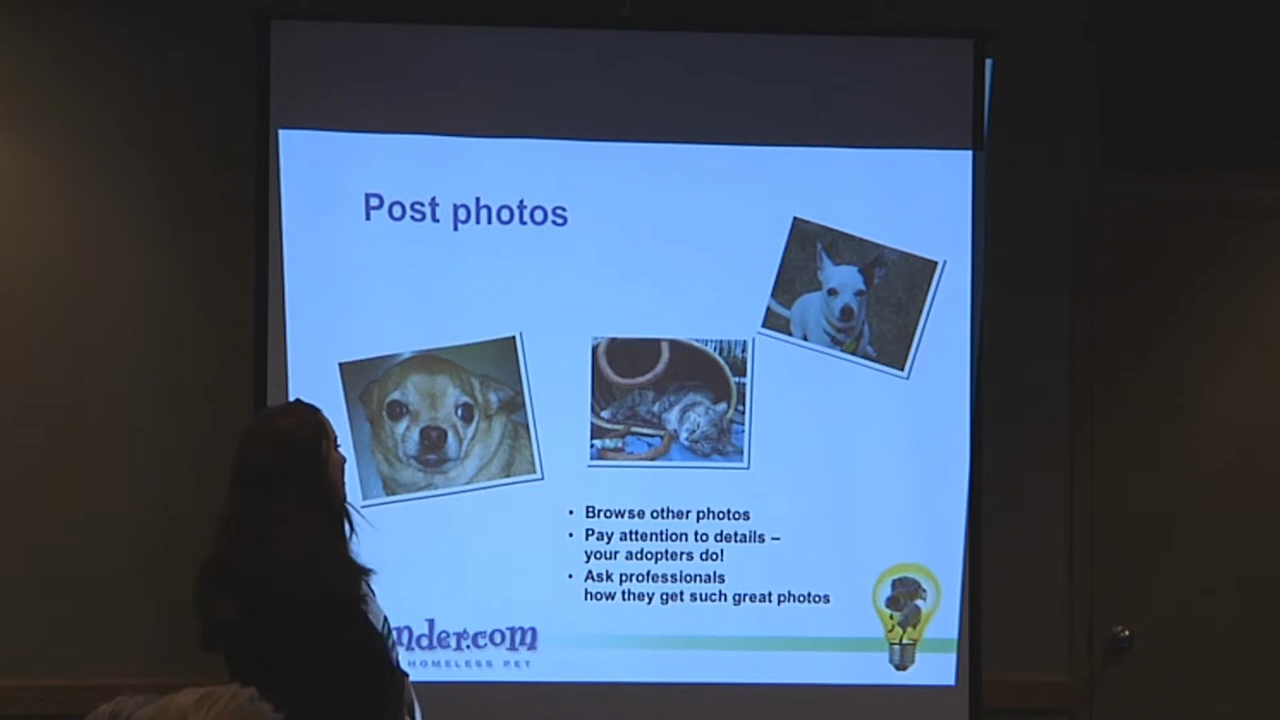 Post photos
• Browse other photos
• Pay attention to details –
your adopters do!
• Ask professionals
how they get such great photos
nder.com
HOMELESS PET